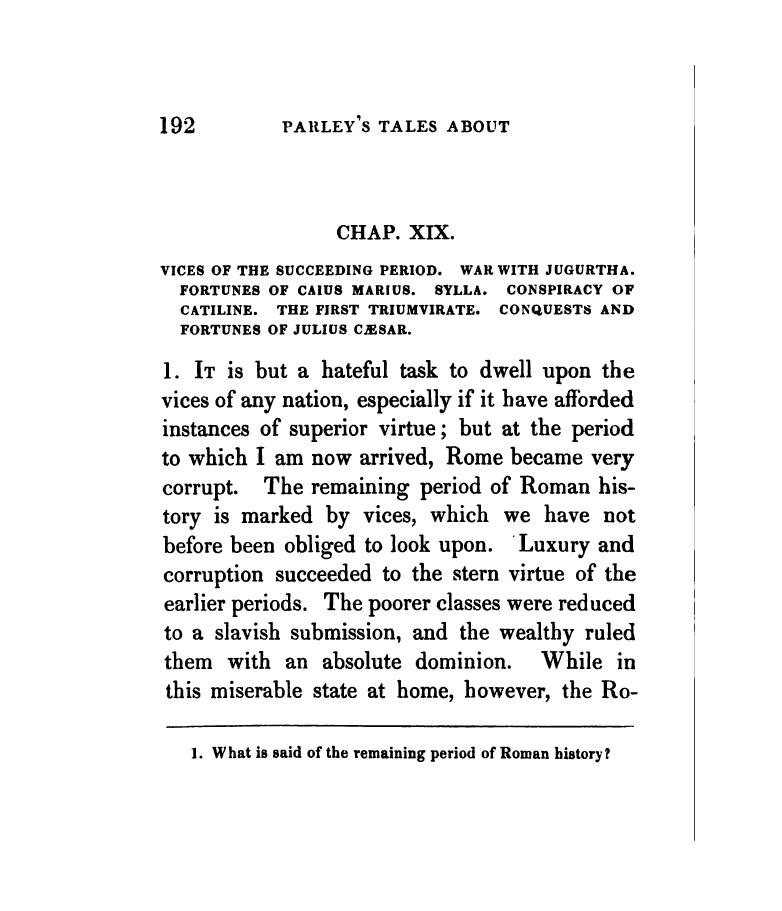 192 PARLEY'S TALES ABOUT
CHAP. XIX.
VICES OF THE SUCCEEDING PERIOD. WAR WITH JUGURTHA.
FORTUNES OF CAIUS MARIUS. SYLLA. CONSPIRACY OF
CATILINE. THE FIRST TRIUMVIRATE. CONQUESTS AND
FORTUNES OF JULIUS CÆSAR.
1. IT is but a hateful task to dwell upon the
vices of any nation, especially if it have afforded
instances of superior virtue; but at the period
to which I am now arrived, Rome became very
corrupt. The remaining period of Roman his-
tory is marked by vices, which we have not
before been obliged to look upon. Luxury and
corruption succeeded to the stern virtue of the
earlier periods. The poorer classes were reduced
to a slavish submission, and the wealthy ruled
them with an absolute dominion. While in
this miserable state at home, however, the Ro-
1. What is said of the remaining period of Roman history?